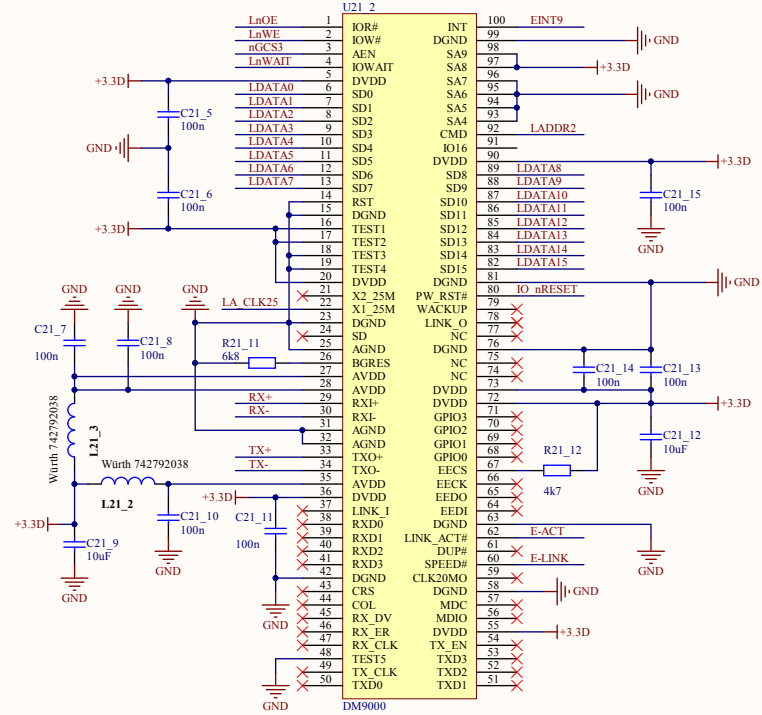 U21_2
LnOE 1 IOR# INT 100 EINT9
LnWE 2 IOW# DGND 99 GND
nGCS3 3 AEN SA9 98
LnWAIT 4 IOWAIT SA8 97 +3.3D
+3.3D 5 DVDD SA7 96
LDATA0 6 SD0 SA6 95 GND
LDATA1 7 SD1 SA5 94
LDATA2 8 SD2 SA4 93
LDATA3 9 SD3 CMD 92 LADDR2
LDATA4 10 SD4 IO16 91
LDATA5 11 SD5 DVDD 90 +3.3D
LDATA6 12 SD6 SD8 89 LDATA8
LDATA7 13 SD7 SD9 88 LDATA9
14 RST SD10 87 LDATA10
15 DGND SD11 86 LDATA11
+3.3D 16 TEST1 SD12 85 LDATA12
17 TEST2 SD13 84 LDATA13
18 TEST3 SD14 83 LDATA14
19 TEST4 SD15 82 LDATA15
20 DVDD DGND 81 GND
21 X2_25M PW_RST# 80 IO_nRESET
LA_CLK25 22 X1_25M WACKUP 79
23 DGND LINK_O 78
24 SD NC 77
25 AGND DGND 76
26 BGRES NC 75
27 AVDD NC 74
28 AVDD DVDD 73
RX+ 29 RXI+ DVDD 72 +3.3D
RX- 30 RXI- GPIO3 71
31 AGND GPIO2 70
32 AGND GPIO1 69
TX+ 33 TXO+ GPIO0 68
TX- 34 TXO- EECS 67
35 AVDD EECK 66
+3.3D 36 DVDD EEDO 65
37 LINK_I EEDI 64
38 RXD0 DGND 63
39 RXD1 LINK_ACT# 62 E-ACT
40 RXD2 DUP# 61
41 RXD3 SPEED# 60 E-LINK
42 DGND CLK20MO 59
43 CRS DGND 58 GND
44 COL MDC 57
45 RX_DV MDIO 56
46 RX_ER DVDD 55 +3.3D
47 RX_CLK TX_EN 54
48 TEST5 TXD3 53
49 TX_CLK TXD2 52
50 TXD0 TXD1 51
DM9000
C21_5
100n
GND
C21_6
100n
C21_15
100n
GND
GND
GND
GND
C21_7
100n
C21_8
100n
R21_11
6k8
C21_14
100n
C21_13
100n
Würth 742792038
L21_3
Würth 742792038
L21_2
C21_12
10uF
GND
R21_12
4k7
+3.3D
C21_9
10uF
GND
C21_10
100n
GND
C21_11
100n
GND
GND
GND